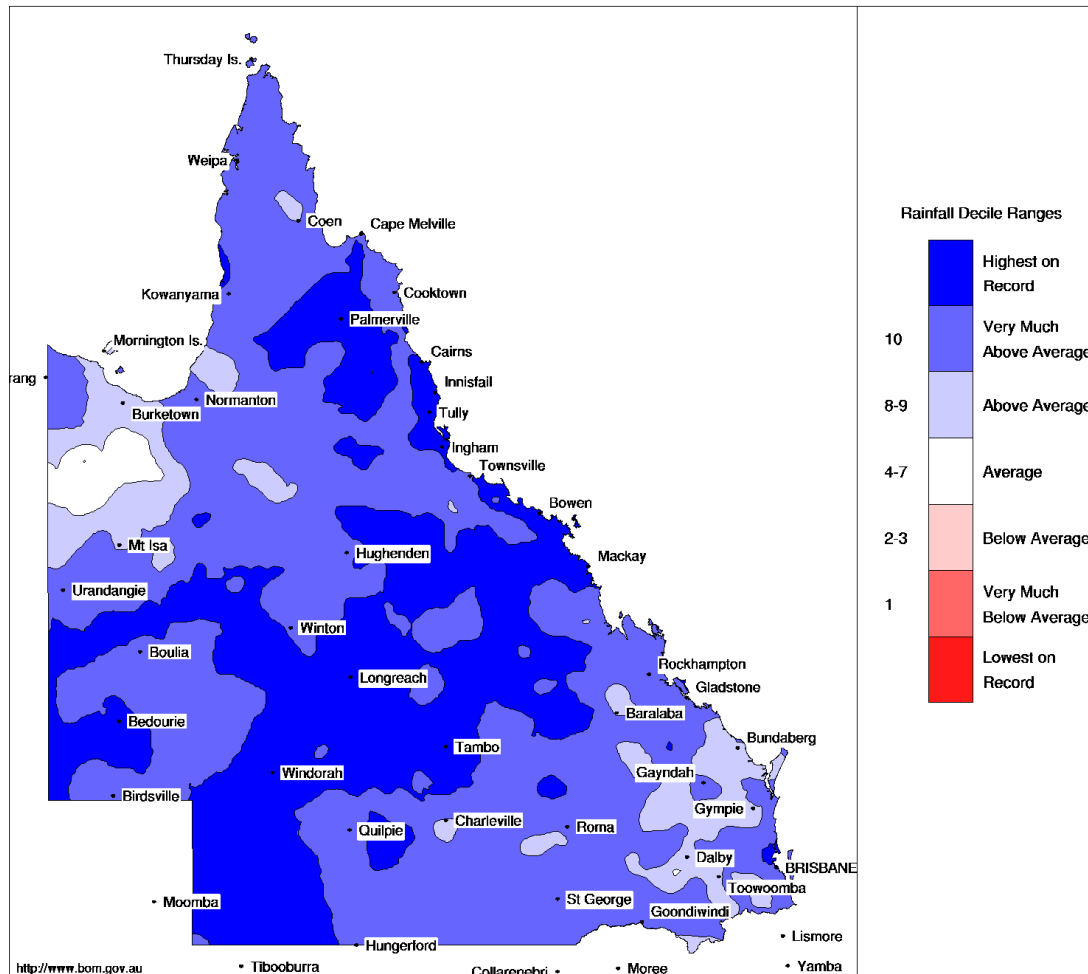 Thursday Is.
Weipa
Coen
Cape Melville
Kowanyama
Cooktown
Palmerville
Mornington Is.
Cairns
rang
Innisfail
Burketown
Normanton
Tully
Ingham
Townsville
Bowen
Mt Isa
Hughenden
Mackay
Urandangie
Winton
Boulia
Rockhampton
Longreach
Gladstone
Baralaba
Bedourie
Tambo
Bundaberg
Windorah
Gayndah
Birdsville
Gympie
Charleville
Quilpie
Roma
Dalby
BRISBANE
Toowoomba
Moomba
St George
Goondiwindi
Lismore
Hungerford
http://www.bom.gov.au
Tibooburra
Collarenebri
Moree
Yamba
Rainfall Decile Ranges
Highest on
Record
10
Very Much
Above Average
8-9
Above Average
4-7
Average
2-3
Below Average
1
Very Much
Below Average
Lowest on
Record